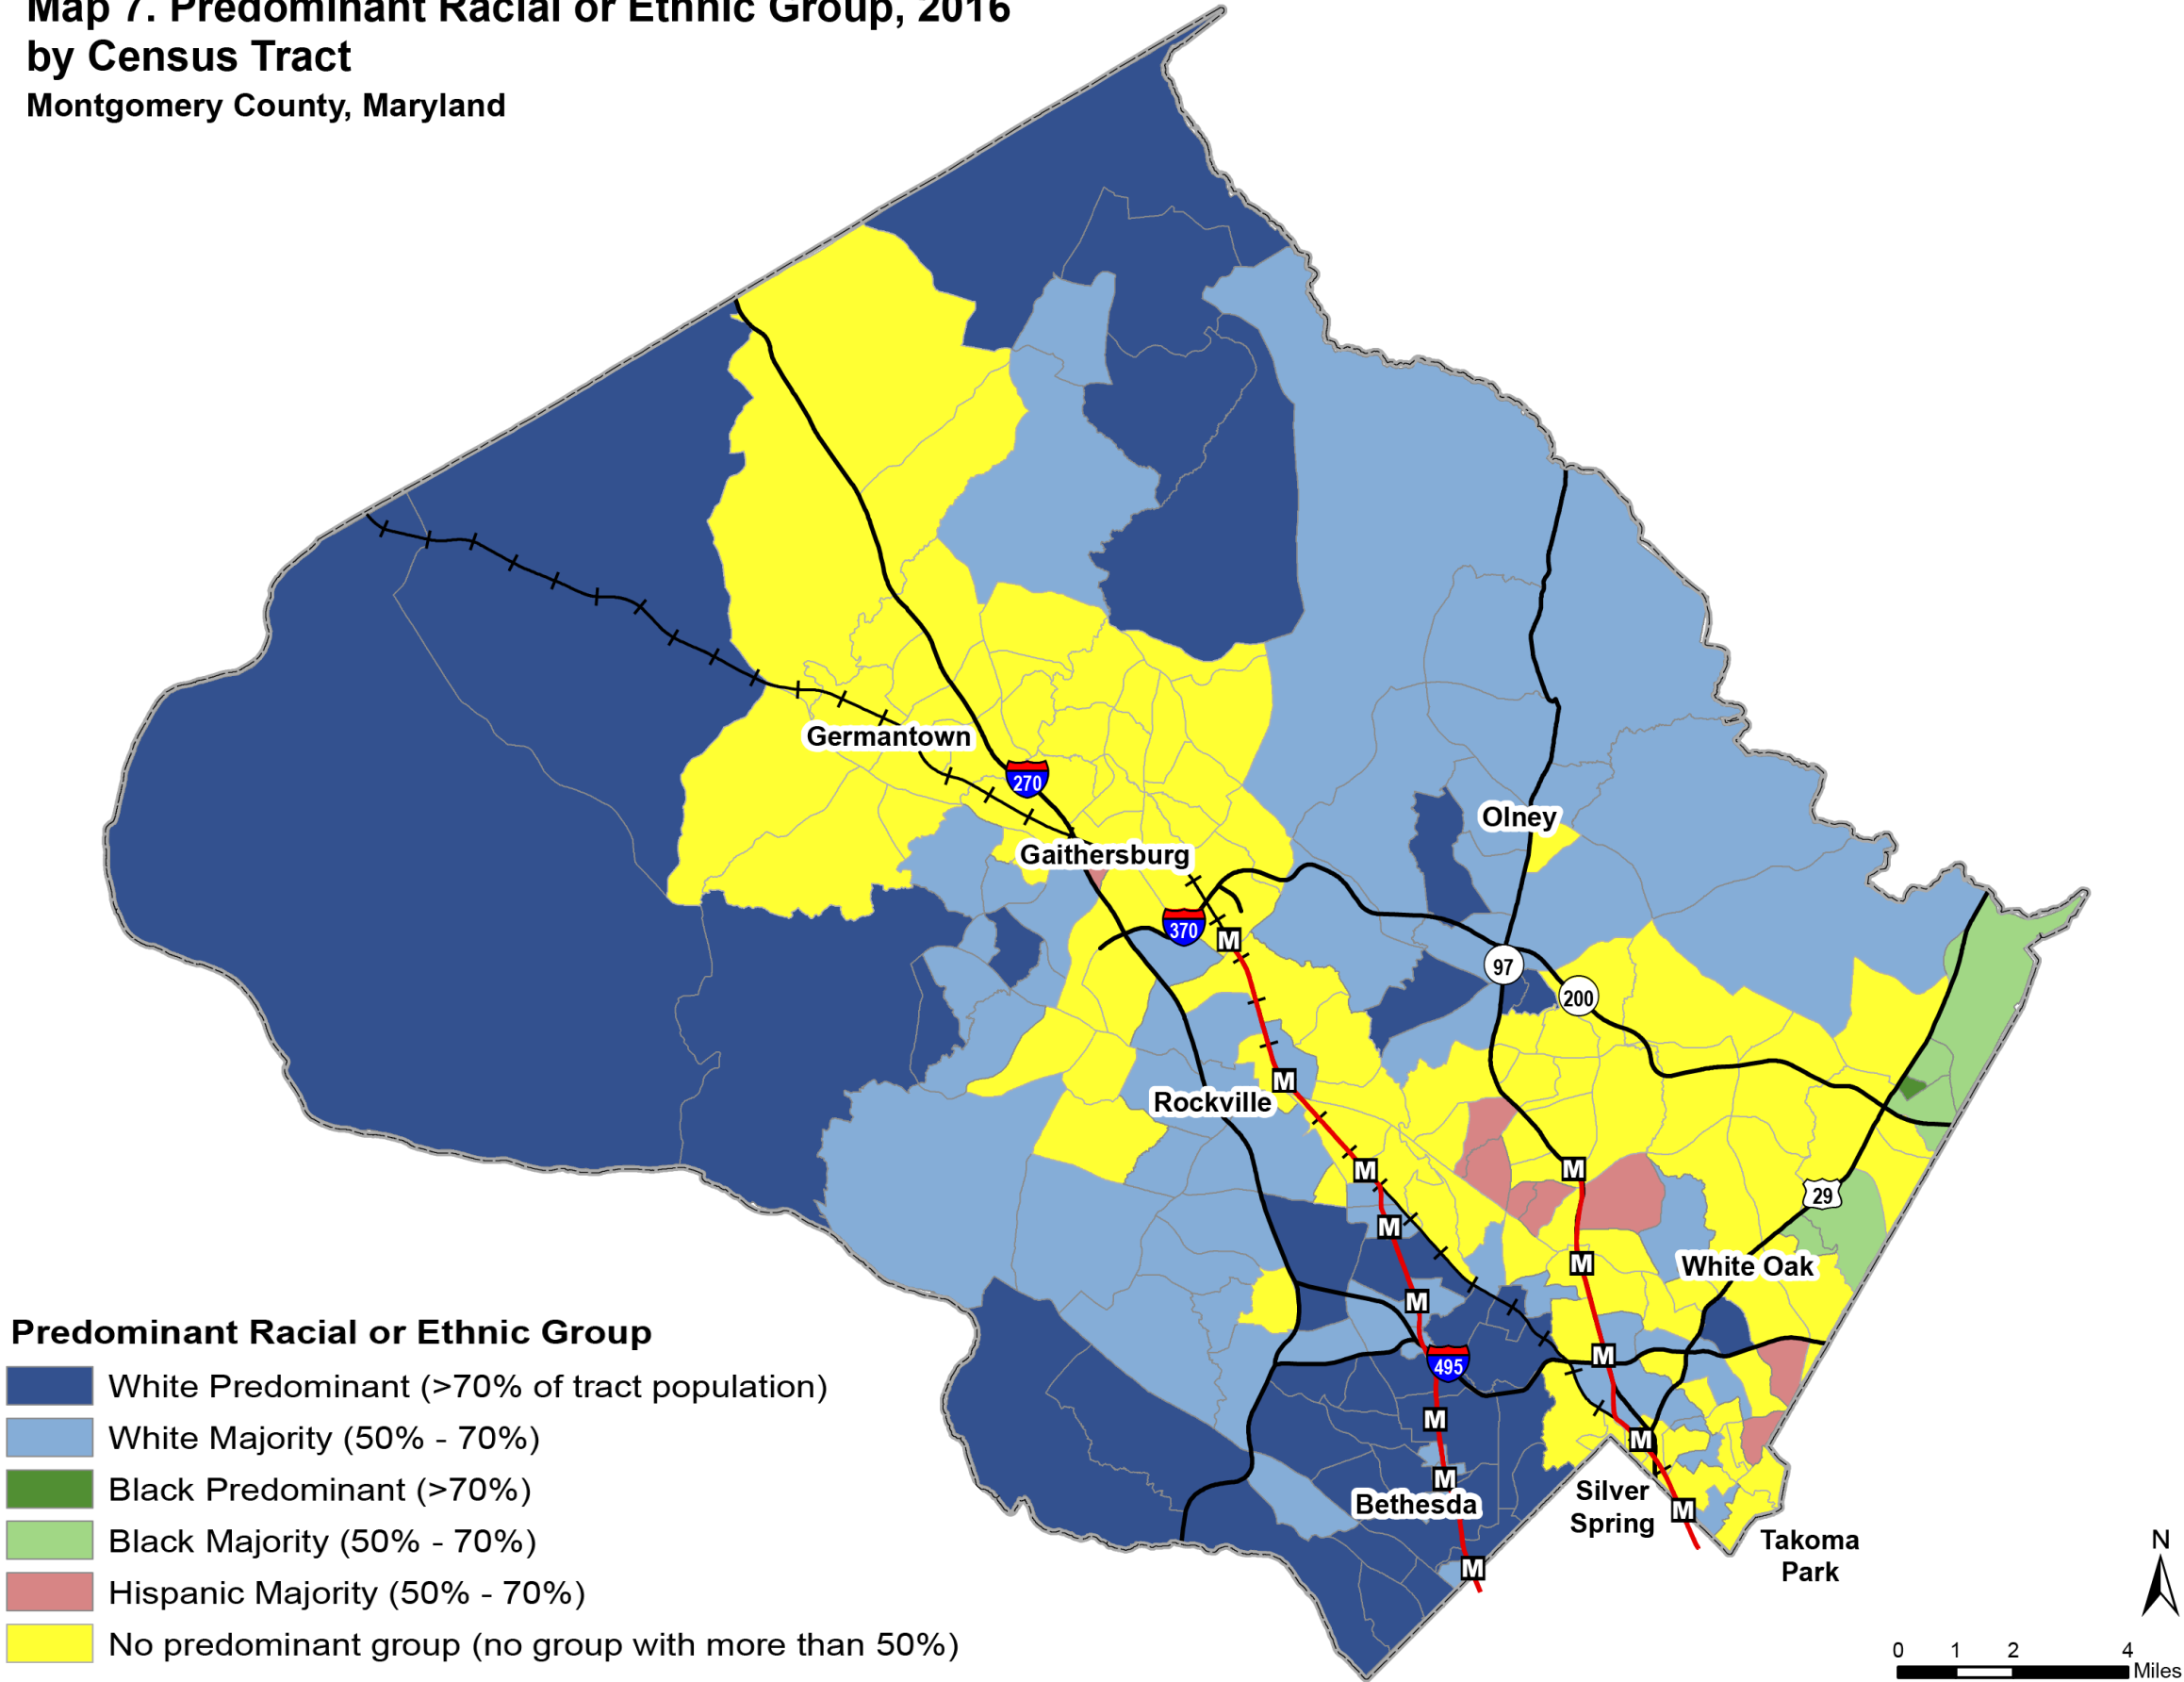 Map 7. Predominant Racial or Ethnic Group, 2016
by Census Tract
Montgomery County, Maryland
Germantown
270
Olney
Gaithersburg
370
M
97
200
M
Rockville
M
M
29
M
M
White Oak
M
M
495
M
M
M
Bethesda
Silver
Spring
M
Takoma
Park
M
Predominant Racial or Ethnic Group
White Predominant (>70% of tract population)
White Majority (50% - 70%)
Black Predominant (>70%)
Black Majority (50% - 70%)
Hispanic Majority (50% - 70%)
No predominant group (no group with more than 50%)
N
0 1 2 4
Miles